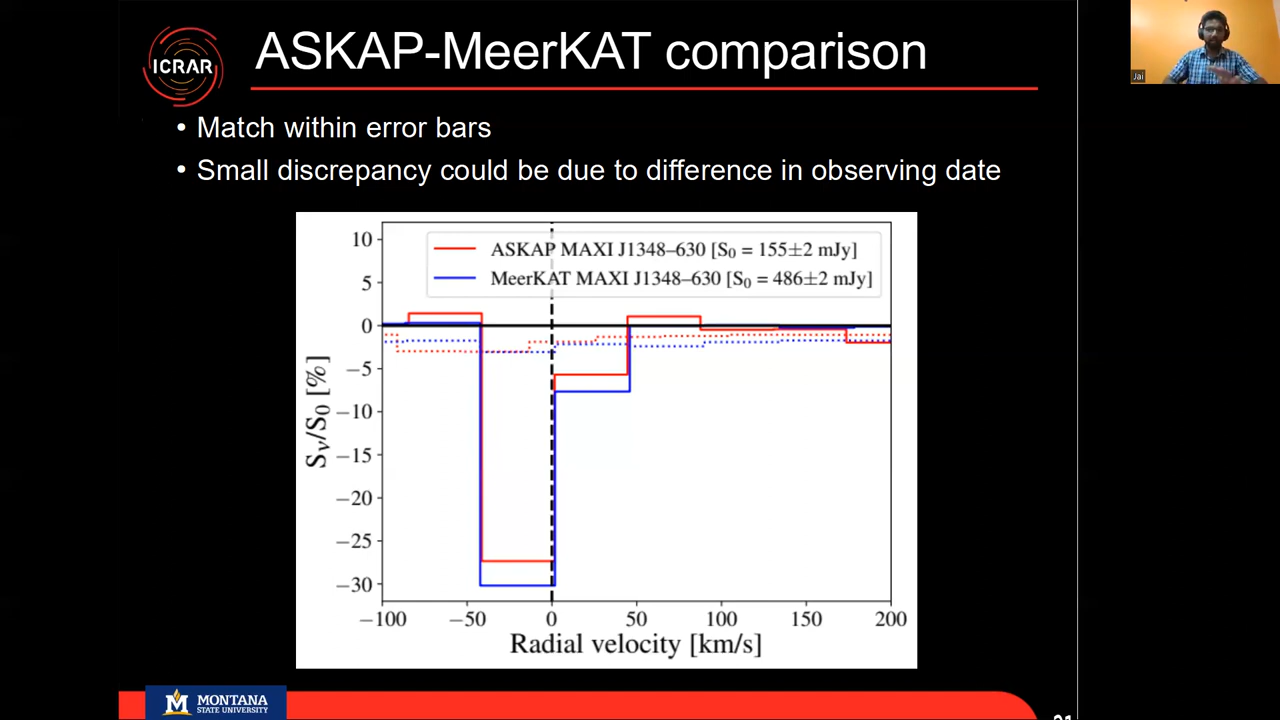 ICRAR
ASKAP-MeerKAT comparison
Jai
• Match within error bars
• Small discrepancy could be due to difference in observing date
ASKAP MAXI J1348–630 [S₀ = 155±2 mJy]
MeerKAT MAXI J1348–630 [S₀ = 486±2 mJy]
10
5
0
−5
−10
−15
−20
−25
−30
Sᵥ/S₀ [%]
−100 −50 0 50 100 150 200
Radial velocity [km/s]
M MONTANA
STATE UNIVERSITY